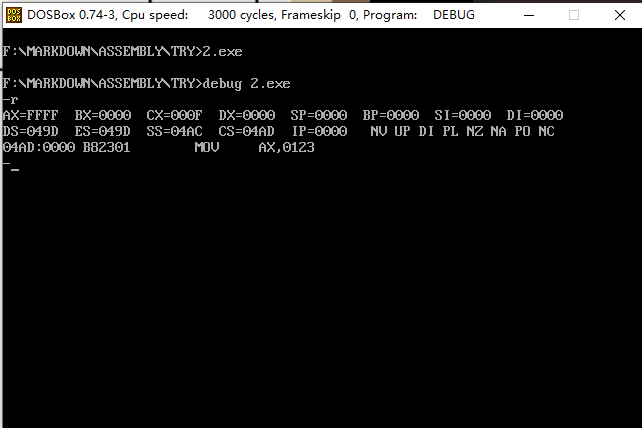 DOS
BOX
DOSBox 0.74-3, Cpu speed: 3000 cycles, Frameskip 0, Program: DEBUG
F:\MARKDOWN\ASSEMBLY\TRY>2.exe
F:\MARKDOWN\ASSEMBLY\TRY>debug 2.exe
-r
AX=FFFF BX=0000 CX=000F DX=0000 SP=0000 BP=0000 SI=0000 DI=0000
DS=049D ES=049D SS=04AC CS=04AD IP=0000 NV UP DI PL NZ NA PO NC
04AD:0000 B82301 MOV AX,0123
-_